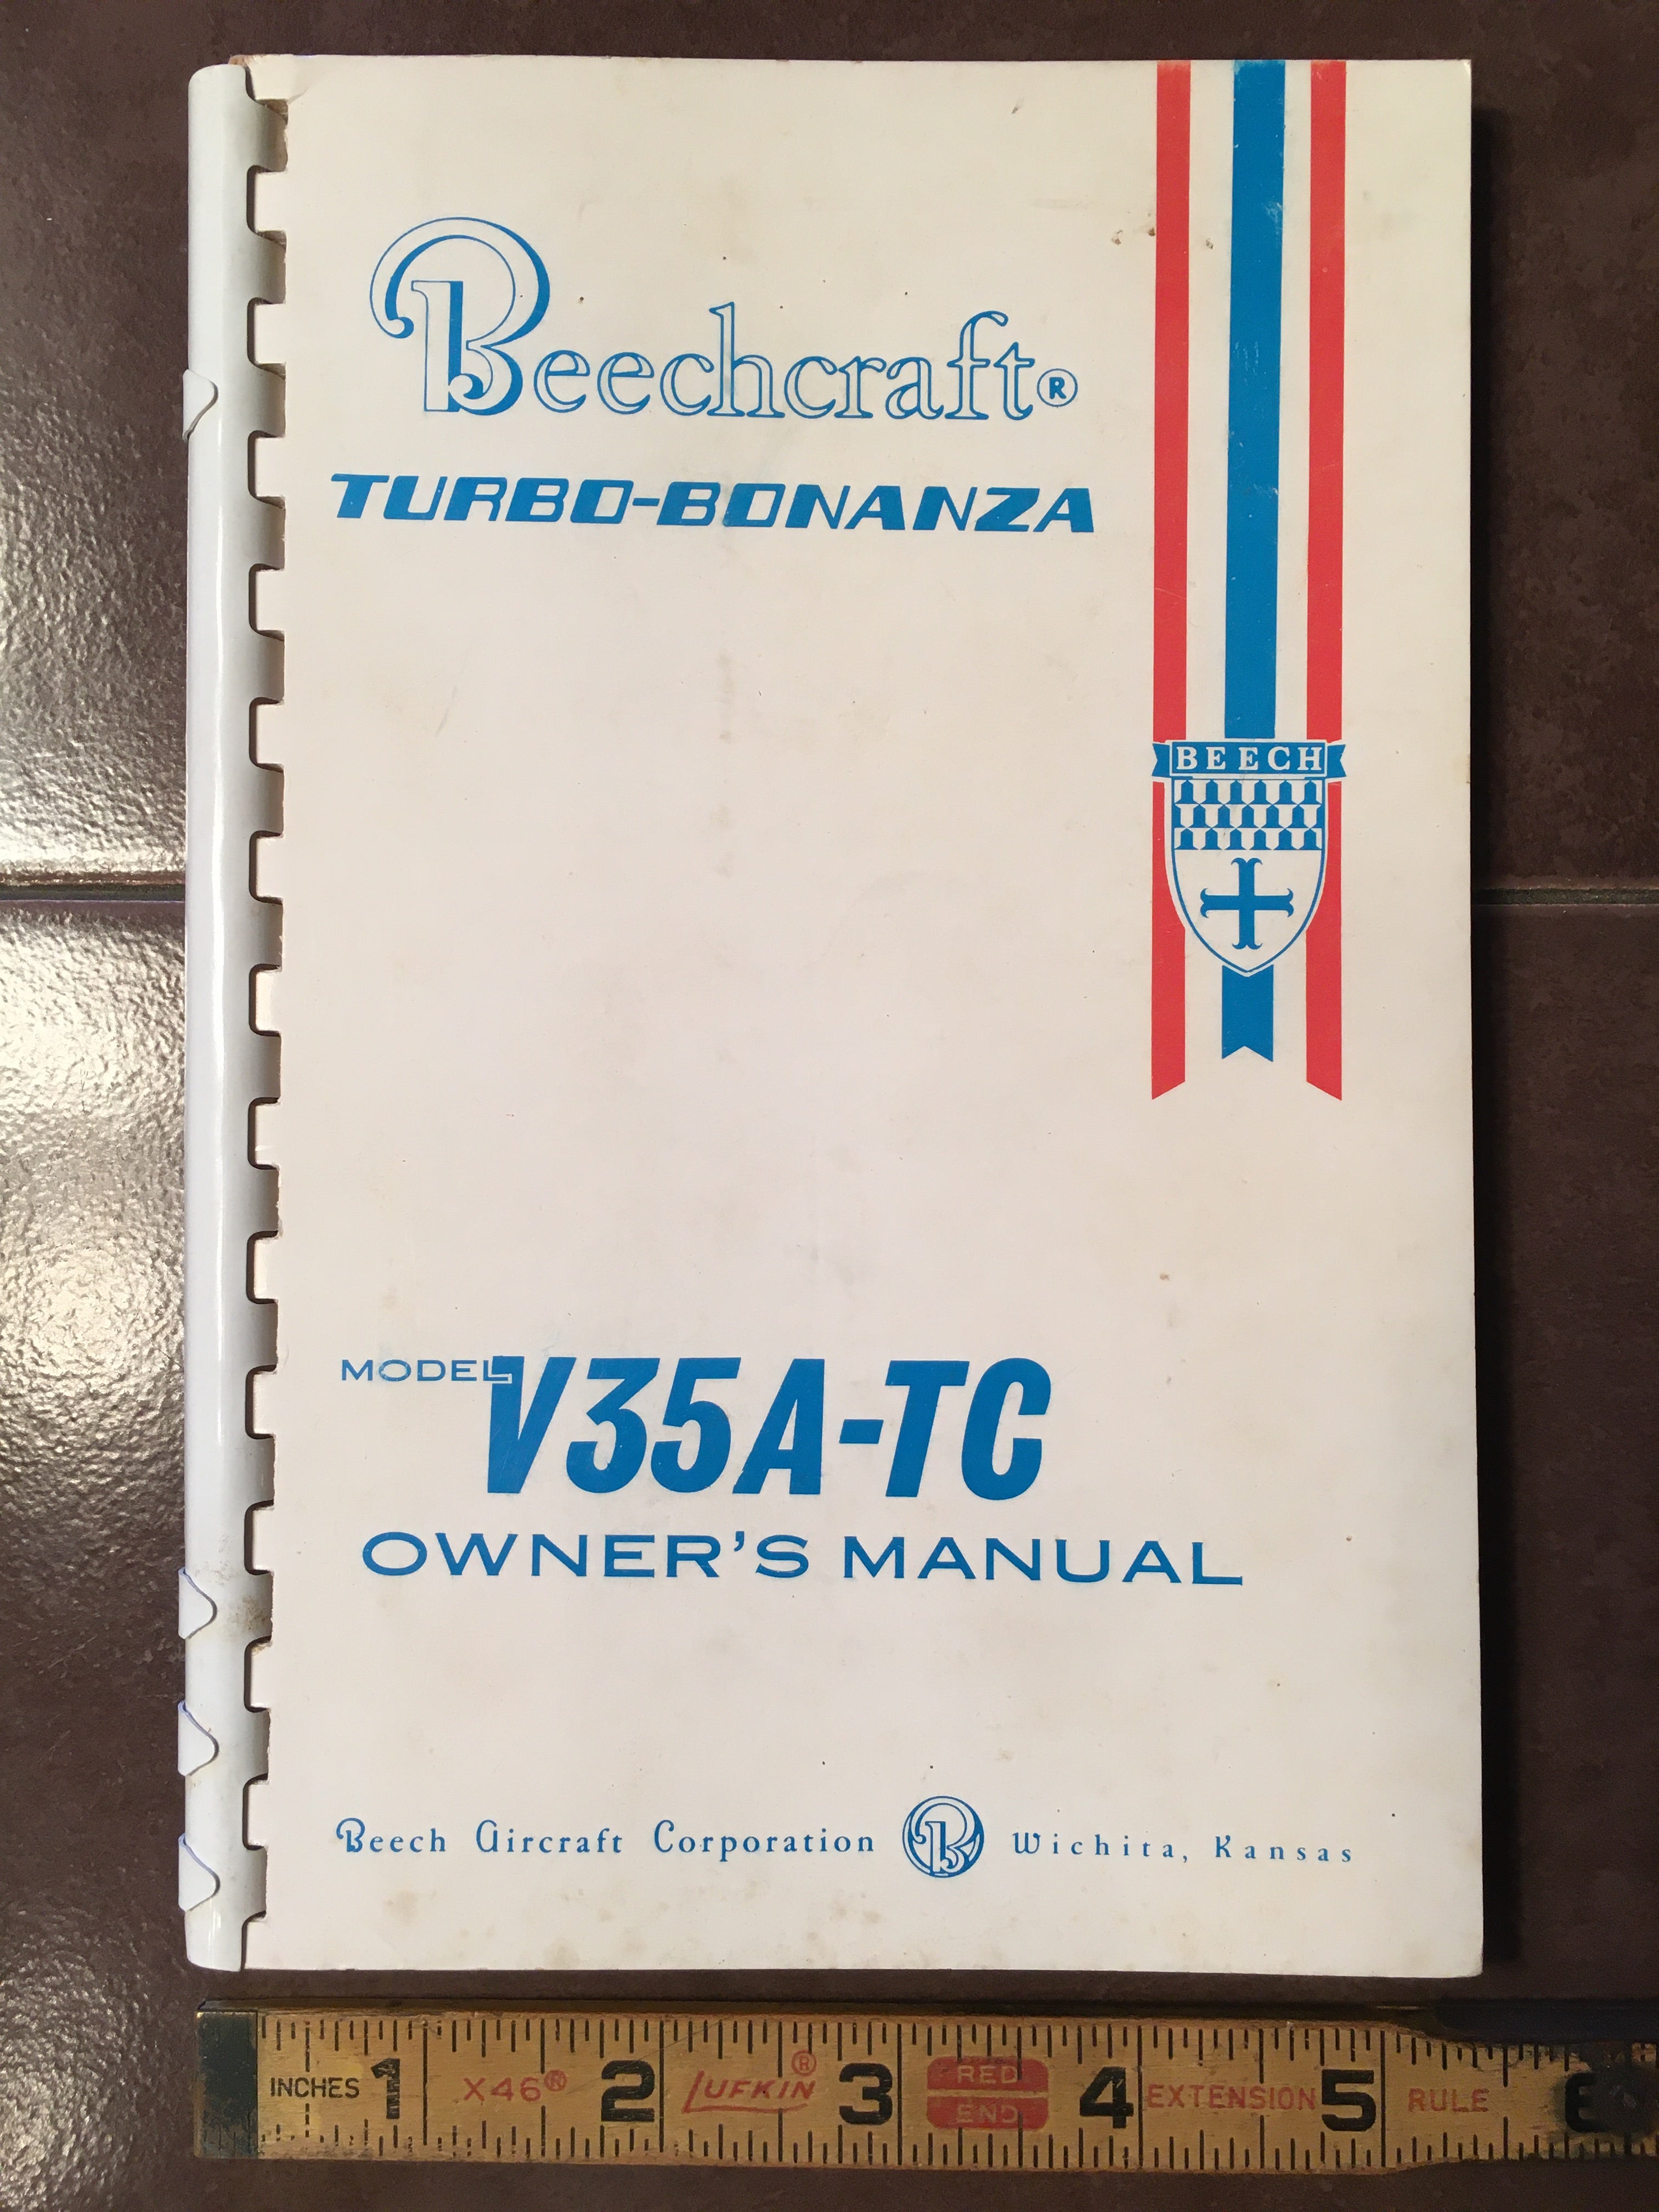 Beechcraft®
TURBO-BONANZA
BEECH
MODEL V35A-TC
OWNER'S MANUAL
Beech Aircraft Corporation B Wichita, Kansas
INCHES 1 X46® 2 LUFKIN® 3 RED END 4 EXTENSION 5 RULE 6